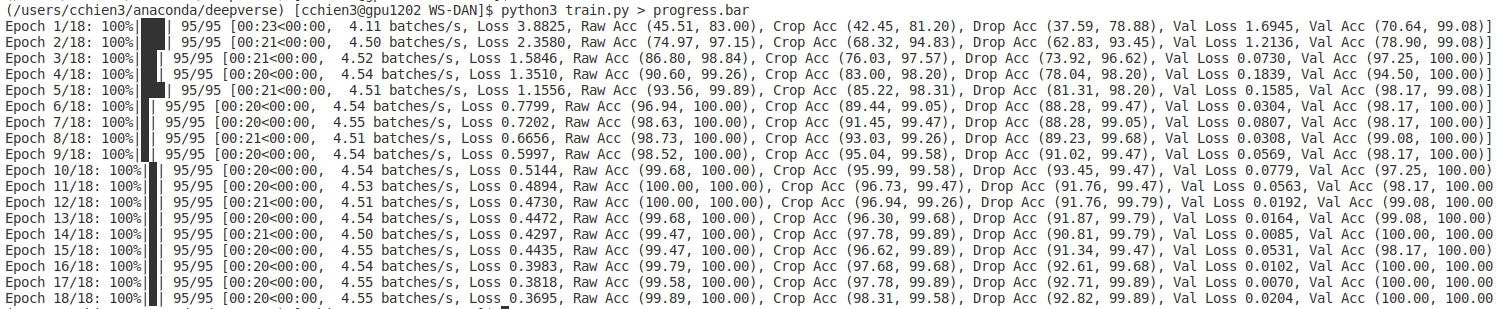 (/users/cchien3/anaconda/deepverse) [cchien3@gpu1202 WS-DAN]$ python3 train.py > progress.bar
Epoch 1/18: 100%|███| 95/95 [00:23<00:00,  4.11 batches/s, Loss 3.8825, Raw Acc (45.51, 83.00), Crop Acc (42.45, 81.20), Drop Acc (37.59, 78.88), Val Loss 1.6945, Val Acc (70.64, 99.08)]
Epoch 2/18: 100%|███| 95/95 [00:21<00:00,  4.50 batches/s, Loss 2.3580, Raw Acc (74.97, 97.15), Crop Acc (68.32, 94.83), Drop Acc (62.83, 93.45), Val Loss 1.2136, Val Acc (78.90, 99.08)]
Epoch 3/18: 100%|██| 95/95 [00:21<00:00,  4.52 batches/s, Loss 1.5846, Raw Acc (86.80, 98.84), Crop Acc (76.03, 97.57), Drop Acc (73.92, 96.62), Val Loss 0.0730, Val Acc (97.25, 100.00)]
Epoch 4/18: 100%|██| 95/95 [00:20<00:00,  4.54 batches/s, Loss 1.3510, Raw Acc (90.60, 99.26), Crop Acc (83.00, 98.20), Drop Acc (78.04, 98.20), Val Loss 0.1839, Val Acc (94.50, 100.00)]
Epoch 5/18: 100%|███| 95/95 [00:21<00:00,  4.51 batches/s, Loss 1.1556, Raw Acc (93.56, 99.89), Crop Acc (85.22, 98.31), Drop Acc (81.31, 98.20), Val Loss 0.1585, Val Acc (98.17, 99.08)]
Epoch 6/18: 100%|█| 95/95 [00:20<00:00,  4.54 batches/s, Loss 0.7799, Raw Acc (96.94, 100.00), Crop Acc (89.44, 99.05), Drop Acc (88.28, 99.47), Val Loss 0.0304, Val Acc (98.17, 100.00)]
Epoch 7/18: 100%|█| 95/95 [00:20<00:00,  4.55 batches/s, Loss 0.7202, Raw Acc (98.63, 100.00), Crop Acc (91.45, 99.47), Drop Acc (88.28, 99.05), Val Loss 0.0807, Val Acc (98.17, 100.00)]
Epoch 8/18: 100%|█| 95/95 [00:21<00:00,  4.51 batches/s, Loss 0.6656, Raw Acc (98.73, 100.00), Crop Acc (93.03, 99.26), Drop Acc (89.23, 99.68), Val Loss 0.0308, Val Acc (99.08, 100.00)]
Epoch 9/18: 100%|█| 95/95 [00:20<00:00,  4.54 batches/s, Loss 0.5997, Raw Acc (98.52, 100.00), Crop Acc (95.04, 99.58), Drop Acc (91.02, 99.47), Val Loss 0.0569, Val Acc (98.17, 100.00)]
Epoch 10/18: 100%|█| 95/95 [00:20<00:00,  4.54 batches/s, Loss 0.5144, Raw Acc (99.68, 100.00), Crop Acc (95.99, 99.58), Drop Acc (93.45, 99.47), Val Loss 0.0779, Val Acc (97.25, 100.00)
Epoch 11/18: 100%|█| 95/95 [00:20<00:00,  4.53 batches/s, Loss 0.4894, Raw Acc (100.00, 100.00), Crop Acc (96.73, 99.47), Drop Acc (91.76, 99.47), Val Loss 0.0563, Val Acc (98.17, 100.00
Epoch 12/18: 100%|█| 95/95 [00:21<00:00,  4.51 batches/s, Loss 0.4730, Raw Acc (100.00, 100.00), Crop Acc (96.94, 99.26), Drop Acc (91.76, 99.79), Val Loss 0.0192, Val Acc (99.08, 100.00
Epoch 13/18: 100%|█| 95/95 [00:20<00:00,  4.54 batches/s, Loss 0.4472, Raw Acc (99.68, 100.00), Crop Acc (96.30, 99.68), Drop Acc (91.87, 99.79), Val Loss 0.0164, Val Acc (99.08, 100.00)
Epoch 14/18: 100%|█| 95/95 [00:21<00:00,  4.50 batches/s, Loss 0.4297, Raw Acc (99.47, 100.00), Crop Acc (97.78, 99.89), Drop Acc (90.81, 99.79), Val Loss 0.0085, Val Acc (100.00, 100.00
Epoch 15/18: 100%|█| 95/95 [00:20<00:00,  4.55 batches/s, Loss 0.4435, Raw Acc (99.47, 100.00), Crop Acc (96.62, 99.89), Drop Acc (91.34, 99.47), Val Loss 0.0531, Val Acc (98.17, 100.00)
Epoch 16/18: 100%|█| 95/95 [00:20<00:00,  4.54 batches/s, Loss 0.3983, Raw Acc (99.79, 100.00), Crop Acc (97.68, 99.68), Drop Acc (92.61, 99.68), Val Loss 0.0102, Val Acc (100.00, 100.00
Epoch 17/18: 100%|█| 95/95 [00:20<00:00,  4.55 batches/s, Loss 0.3818, Raw Acc (99.58, 100.00), Crop Acc (97.78, 99.89), Drop Acc (92.71, 99.89), Val Loss 0.0070, Val Acc (100.00, 100.00
Epoch 18/18: 100%|█| 95/95 [00:20<00:00,  4.55 batches/s, Loss 0.3695, Raw Acc (99.89, 100.00), Crop Acc (98.31, 99.58), Drop Acc (92.82, 99.89), Val Loss 0.0204, Val Acc (100.00, 100.00